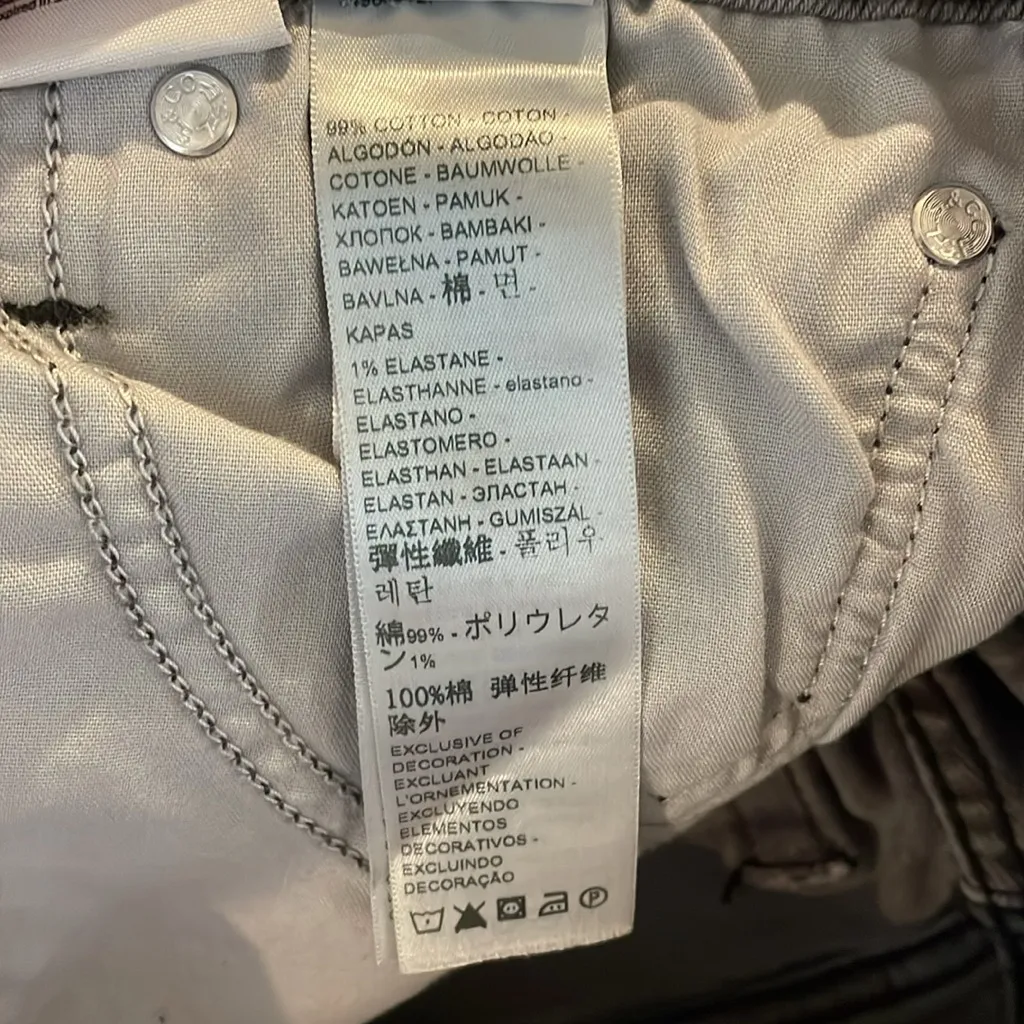 99% COTTON - COTON -
ALGODÓN - ALGODÃO -
COTONE - BAUMWOLLE -
KATOEN - PAMUK -
ХЛОПОК - BAMBAKI -
BAWEŁNA - PAMUT -
BAVLNA - 棉 - 면 -
KAPAS
1% ELASTANE -
ELASTHANNE - elastano -
ELASTANO -
ELASTOMERO -
ELASTHAN - ELASTAAN -
ELASTAN - ЭЛАСТАН -
ΕΛΑΣΤΑΝΗ - GUMISZÁL -
彈性纖維 - 폴리우
레탄
綿99% - ポリウレタ
ン1%
100%棉 弹性纤维
除外
EXCLUSIVE OF
DECORATION -
EXCLUANT
L'ORNEMENTATION -
EXCLUYENDO
ELEMENTOS
DECORATIVOS -
EXCLUINDO
DECORAÇÃO
P